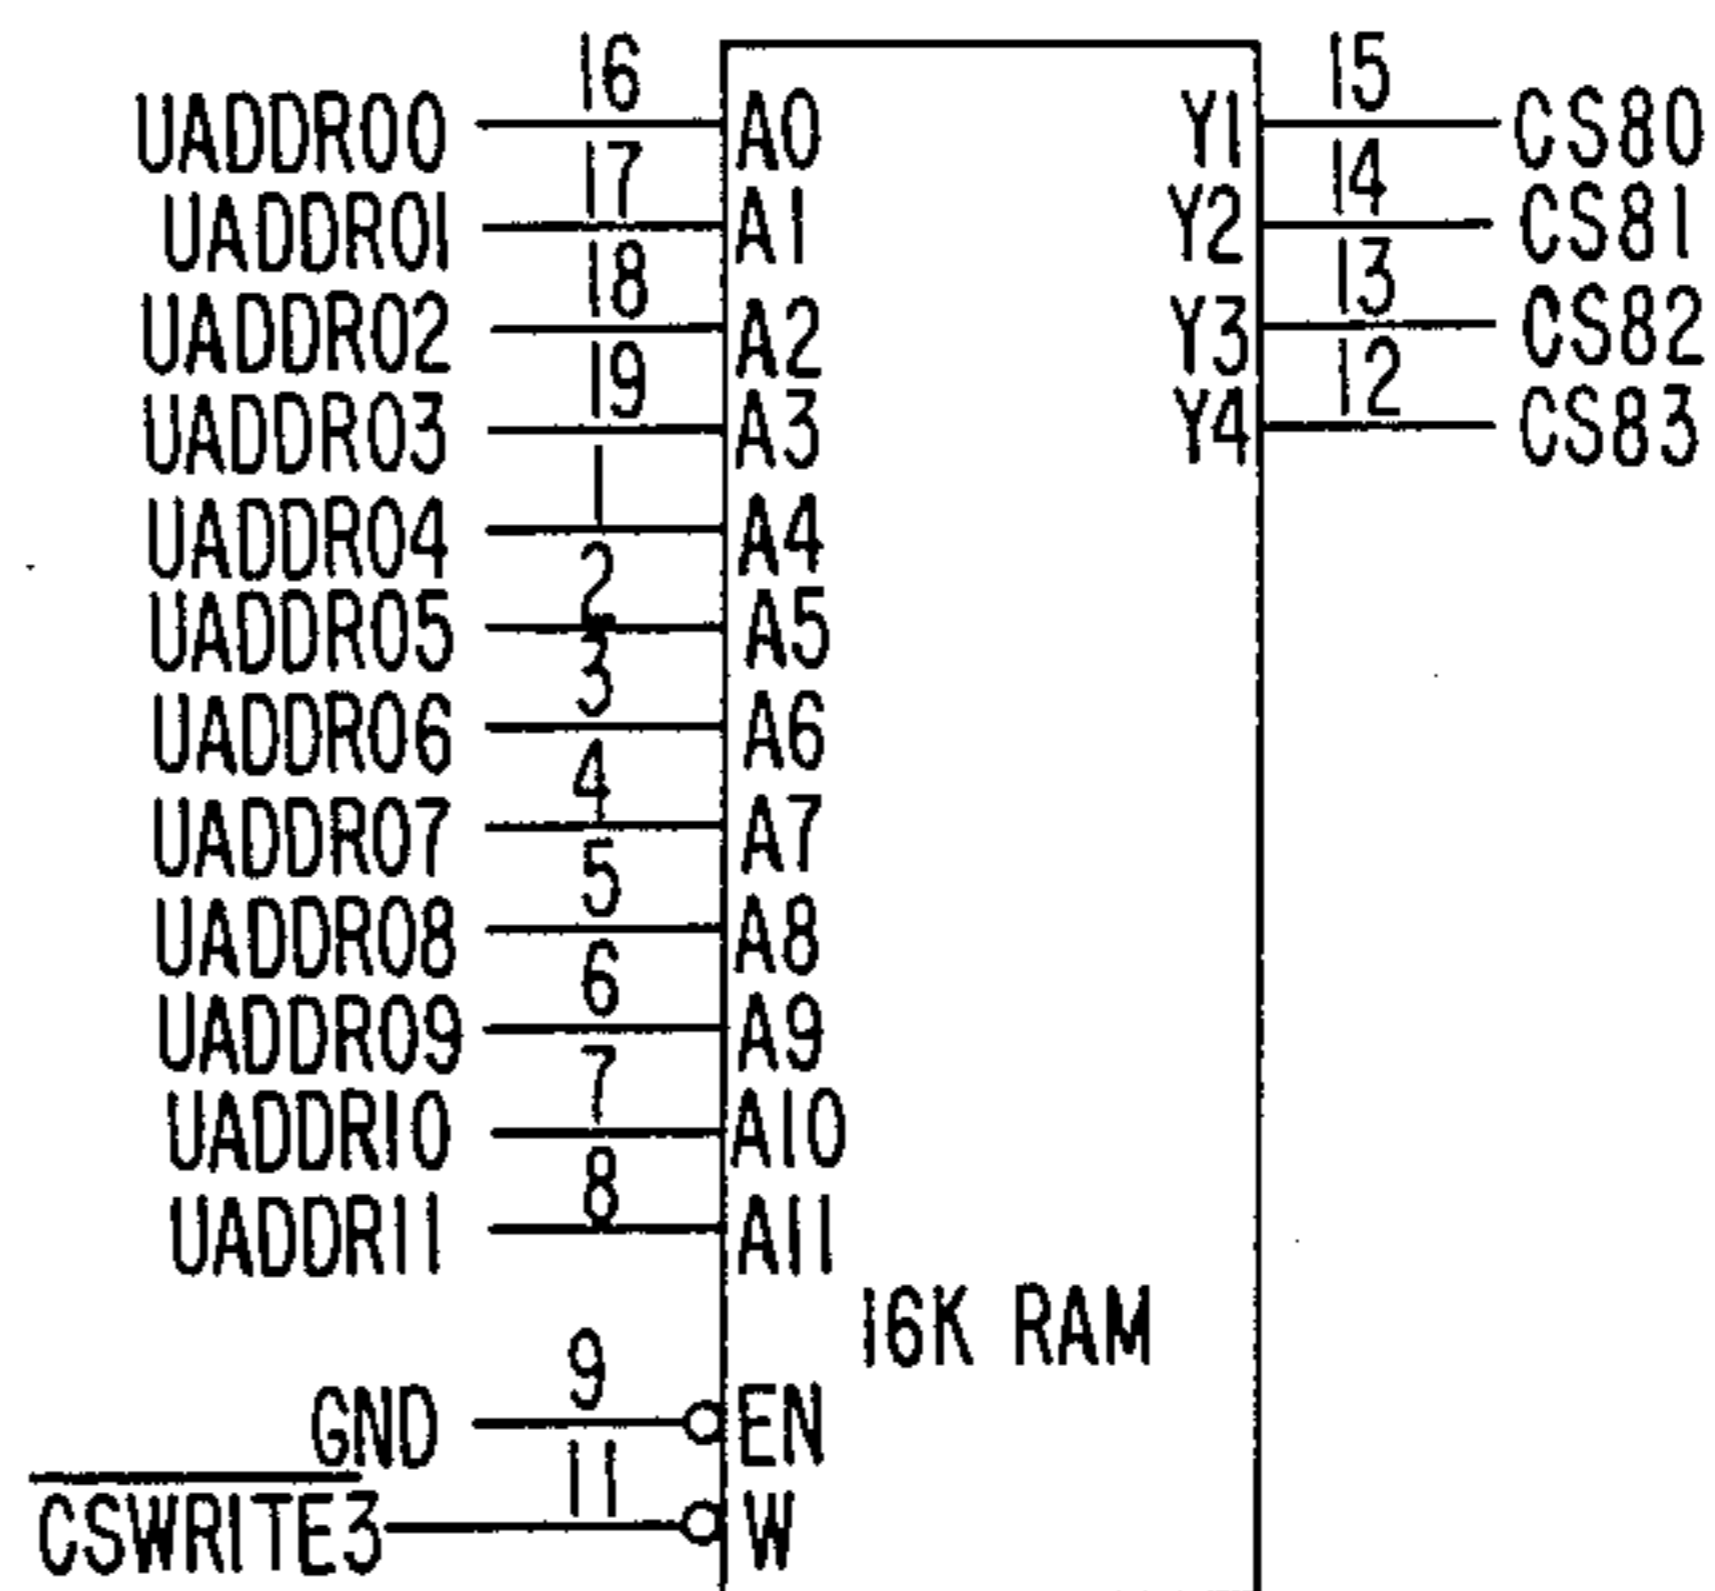 16 15
UADDR00 A0 Y1 CS80
17 14
UADDR01 A1 Y2 CS81
18 13
UADDR02 A2 Y3 CS82
19 12
UADDR03 A3 Y4 CS83
1
UADDR04 A4
2
UADDR05 A5
3
UADDR06 A6
4
UADDR07 A7
5
UADDR08 A8
6
UADDR09 A9
7
UADDR10 A10
8
UADDR11 A11
16K RAM
9
GND EN
11
CSWRITE3 W